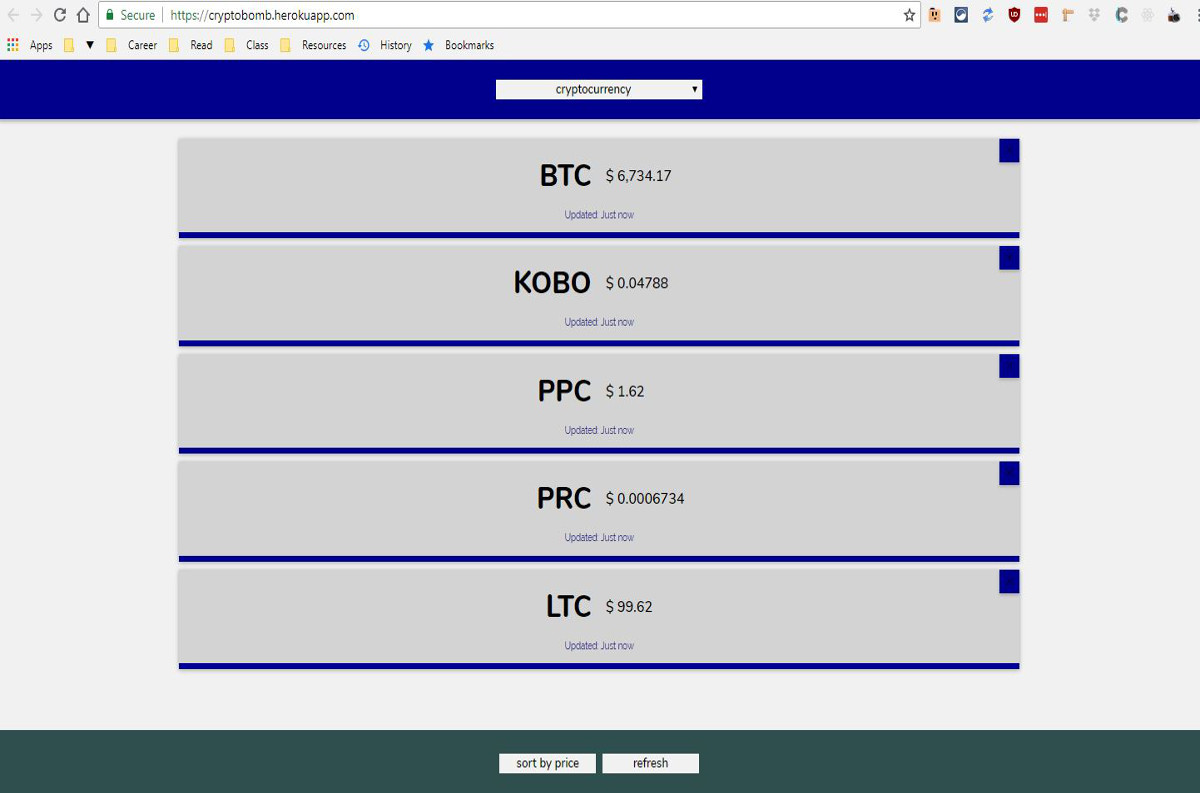 Secure https://cryptobomb.herokuapp.com
Apps Career Read Class Resources History Bookmarks
cryptocurrency
BTC $ 6,734.17
Updated: Just now
KOBO $ 0.04788
Updated: Just now
PPC $ 1.62
Updated: Just now
PRC $ 0.0006734
Updated: Just now
LTC $ 99.62
Updated: Just now
sort by price refresh